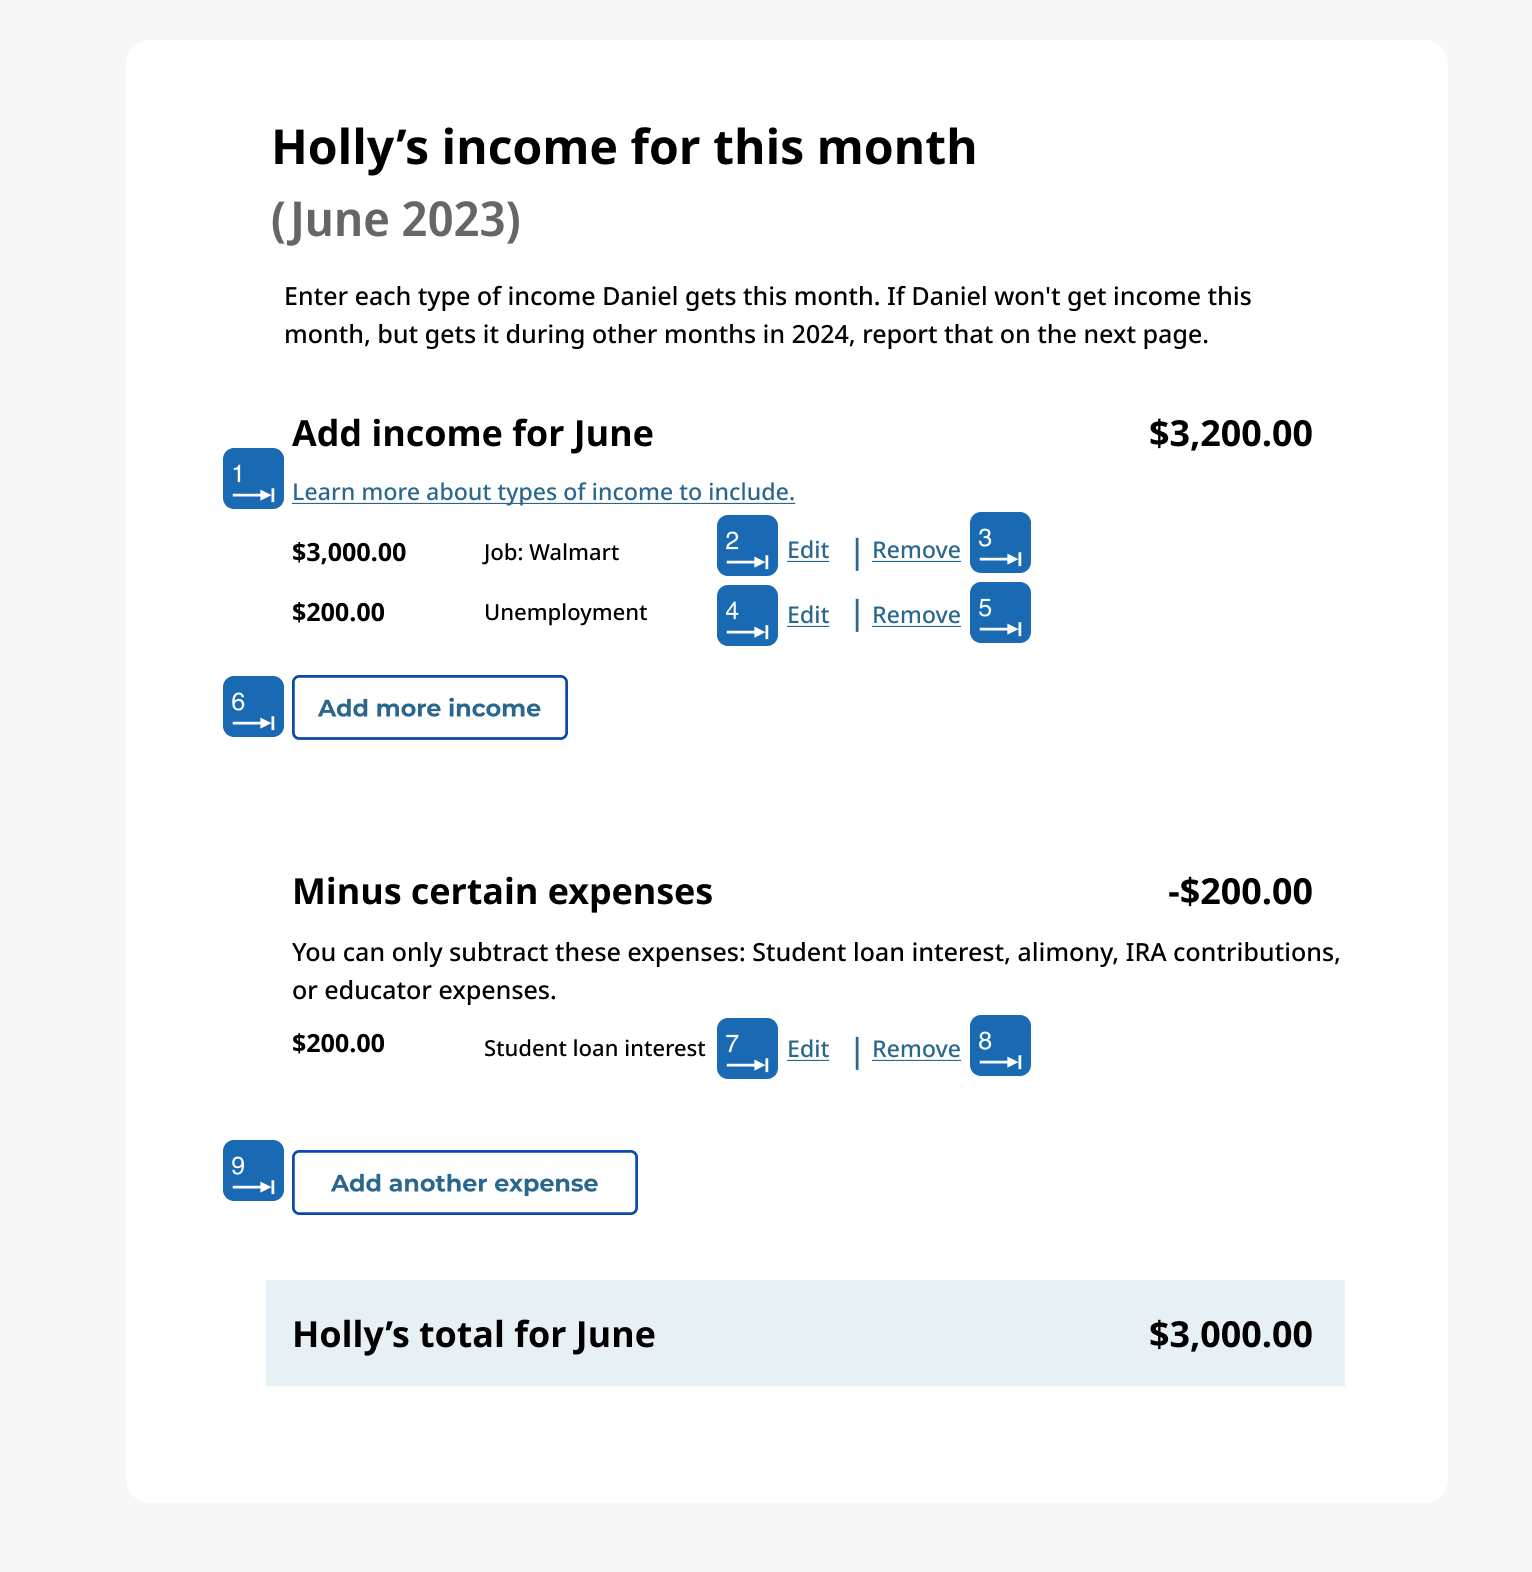 Holly’s income for this month
(June 2023)
Enter each type of income Daniel gets this month. If Daniel won't get income this
month, but gets it during other months in 2024, report that on the next page.
Add income for June $3,200.00
1 Learn more about types of income to include.
$3,000.00 Job: Walmart 2 Edit | Remove 3
$200.00 Unemployment 4 Edit | Remove 5
6 Add more income
Minus certain expenses -$200.00
You can only subtract these expenses: Student loan interest, alimony, IRA contributions,
or educator expenses.
$200.00 Student loan interest 7 Edit | Remove 8
9 Add another expense
Holly’s total for June $3,000.00